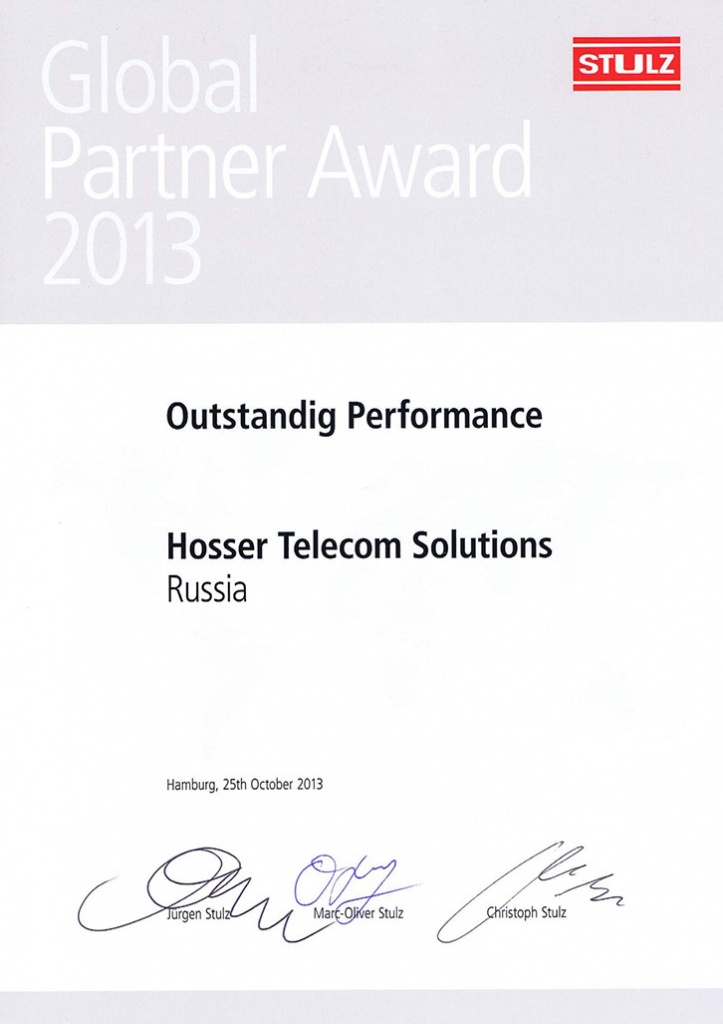 Global
Partner Award
2013
STULZ
Outstandig Performance
Hosser Telecom Solutions
Russia
Hamburg, 25th October 2013
Jürgen Stulz
Marc-Oliver Stulz
Christoph Stulz